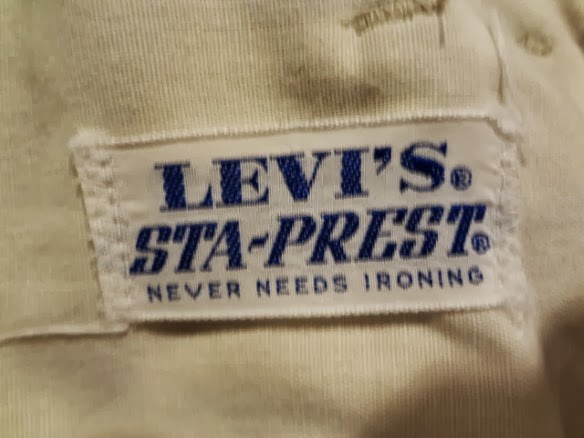 LEVI'S®
STA-PREST®
NEVER NEEDS IRONING